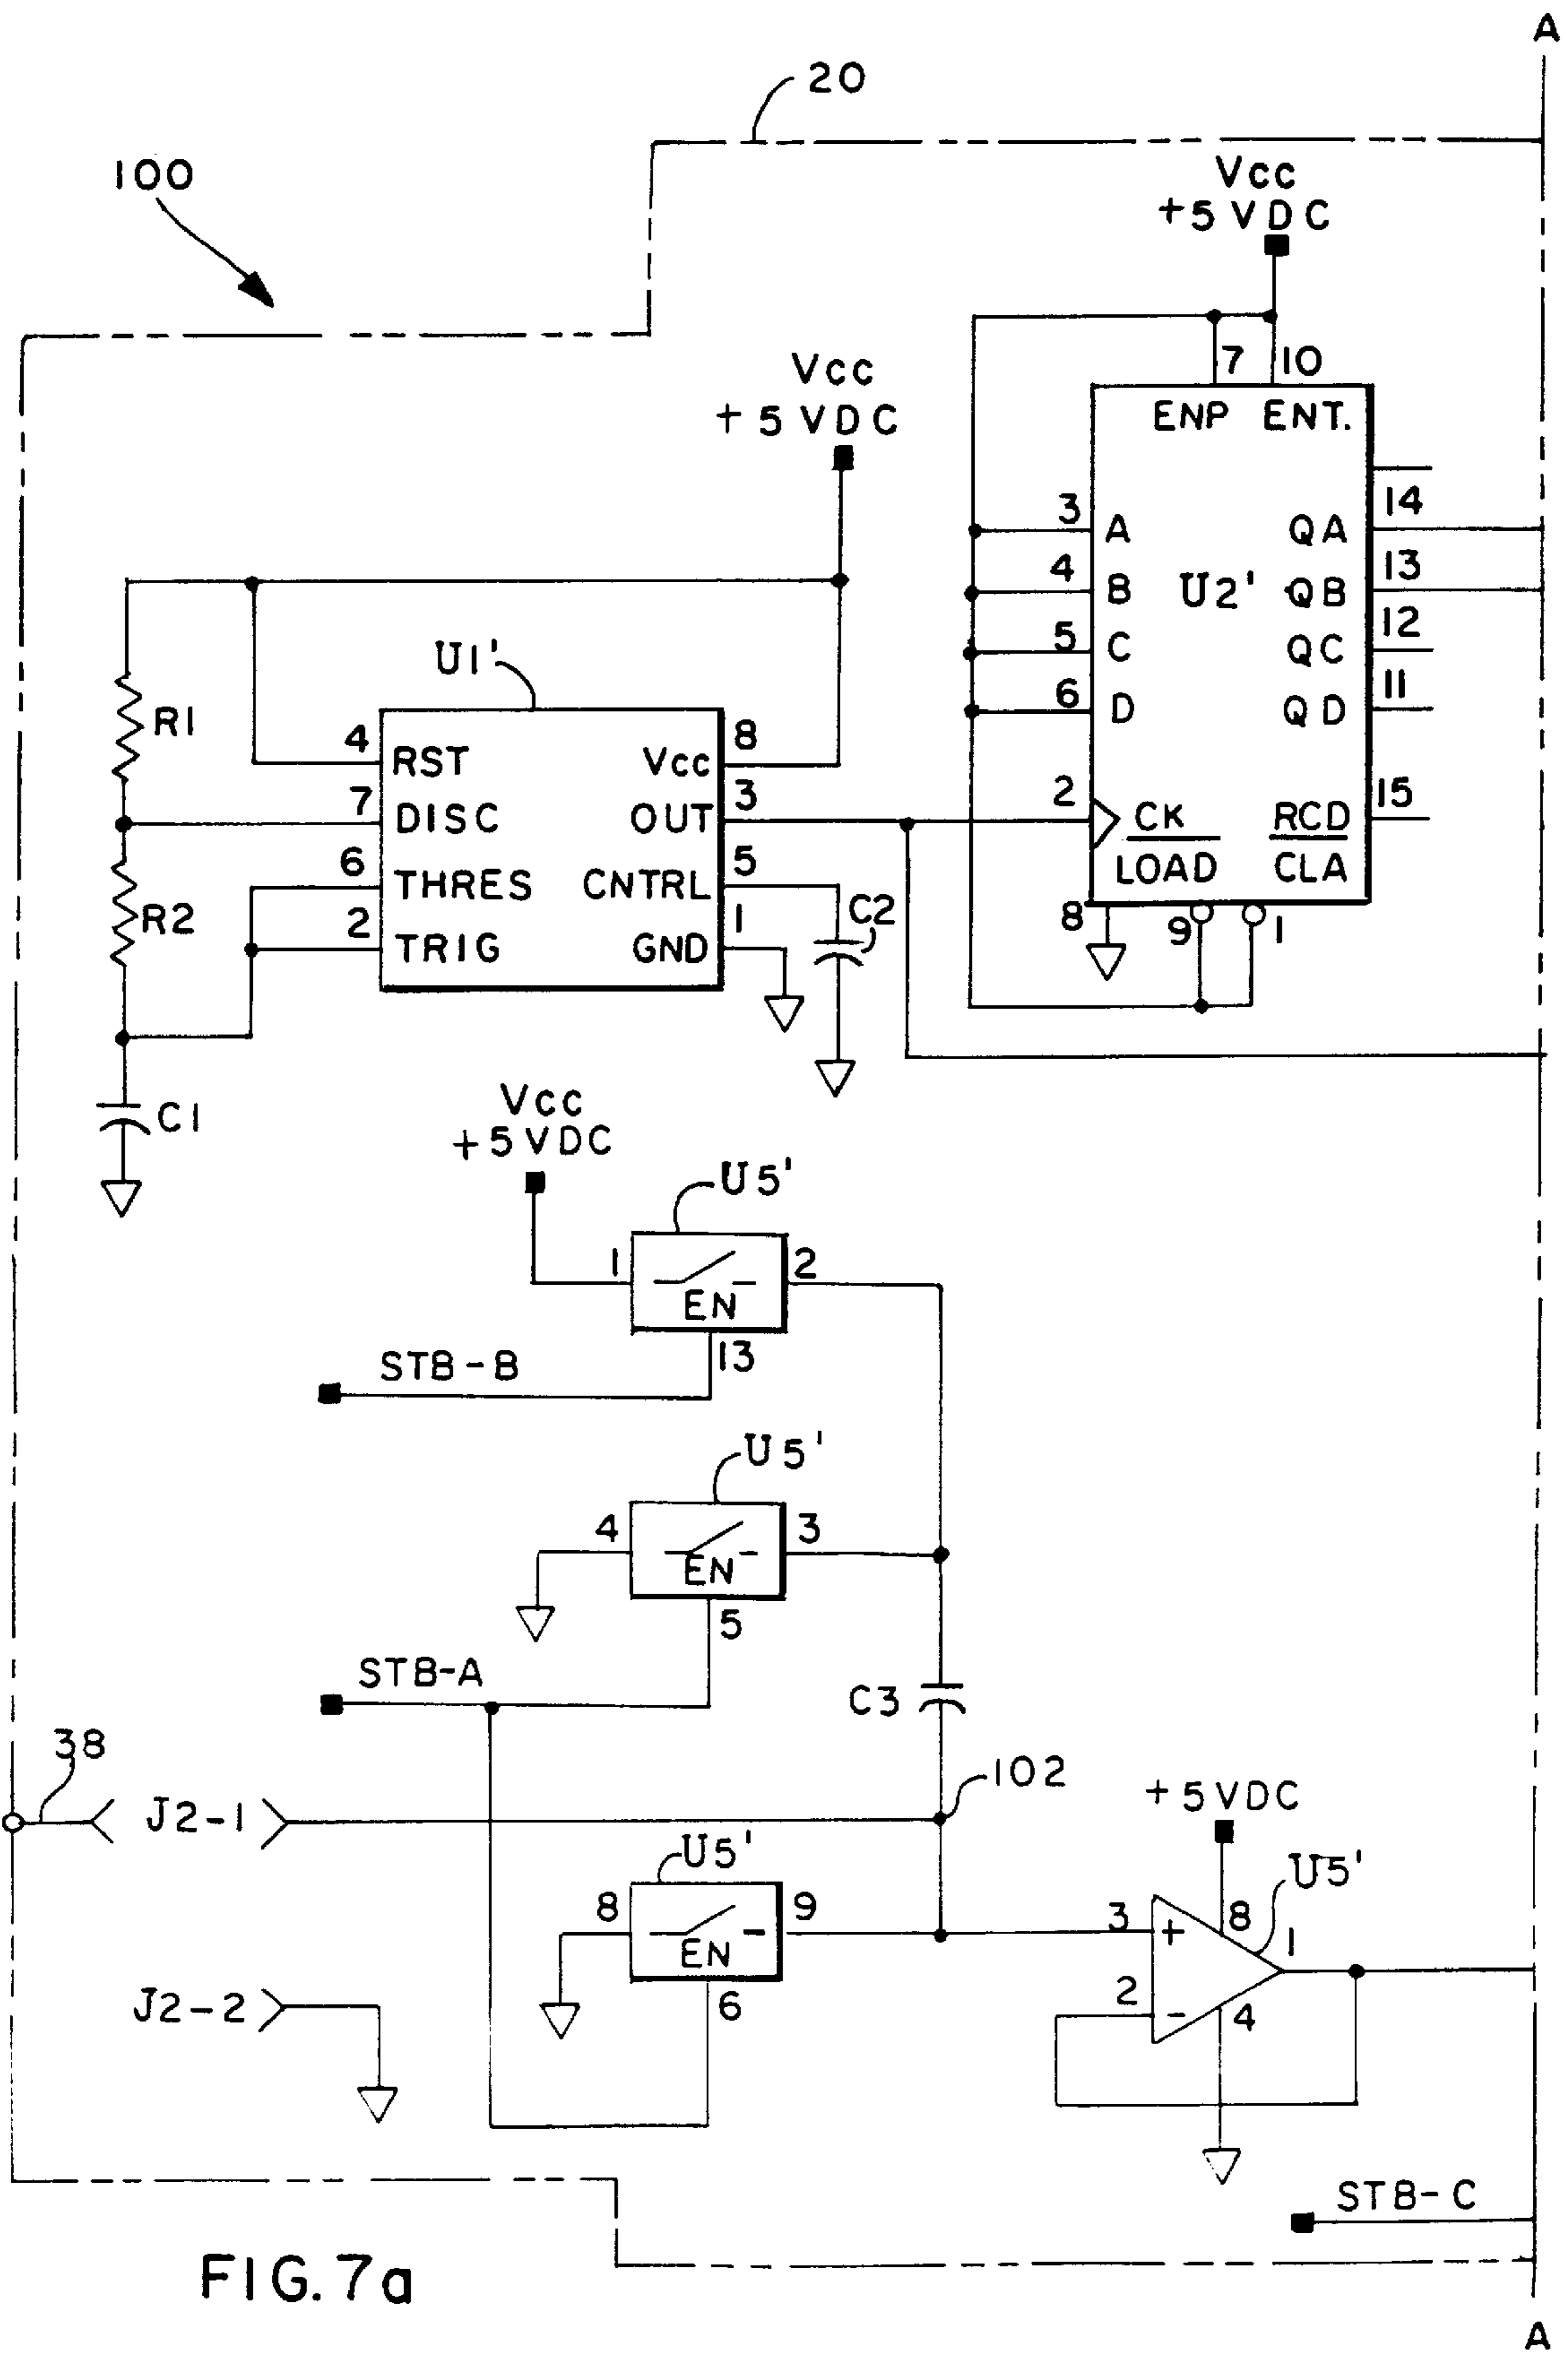 A
20
100
Vcc
+5 VDC
7 10
ENP ENT.
Vcc
+5 VDC
14
3 A QA
13
4 B U2' QB
12
5 C QC
11
6 D QD
U1'
R1
4 RST Vcc 8
7 DISC OUT 3
2 CK RCD 15
LOAD CLA
6 THRES CNTRL 5
R2
2 TRIG GND 1
C2
8 9 1
C1
Vcc
+5 VDC
U5'
1 2
EN
13
STB-B
U5'
4 3
EN
5
STB-A
C3
38
102
J2-1
+5 VDC
U5'
8 9
EN
6
U5'
3 + 8 1
2 - 4
J2-2
STB-C
FIG. 7a
A